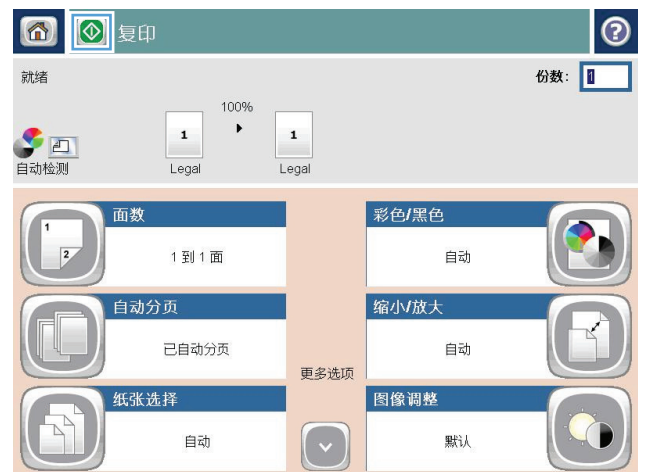 复印
就绪
份数: 1
100%
1
1
自动检测
Legal
Legal
面数
1
2
1 到 1 面
彩色/黑色
自动
自动分页
已自动分页
缩小/放大
自动
更多选项
纸张选择
自动
图像调整
默认